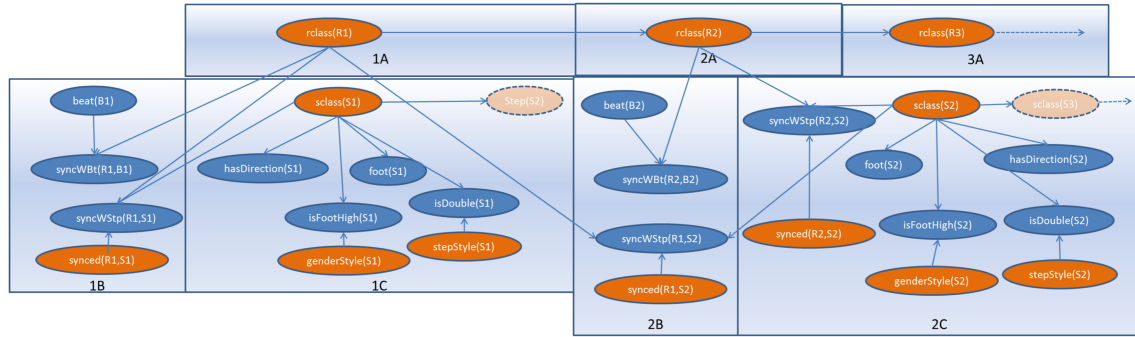 rclass(R1)
rclass(R2)
rclass(R3)
1A
2A
3A
beat(B1)
sclass(S1)
Step(S2)
beat(B2)
syncWStp(R2,S2)
sclass(S2)
sclass(S3)
syncWBt(R1,B1)
hasDirection(S1)
foot(S1)
syncWBt(R2,B2)
foot(S2)
hasDirection(S2)
syncWStp(R1,S1)
isFootHigh(S1)
isDouble(S1)
syncWStp(R1,S2)
synced(R2,S2)
isFootHigh(S2)
isDouble(S2)
synced(R1,S1)
genderStyle(S1)
stepStyle(S1)
synced(R1,S2)
genderStyle(S2)
stepStyle(S2)
1B
1C
2B
2C